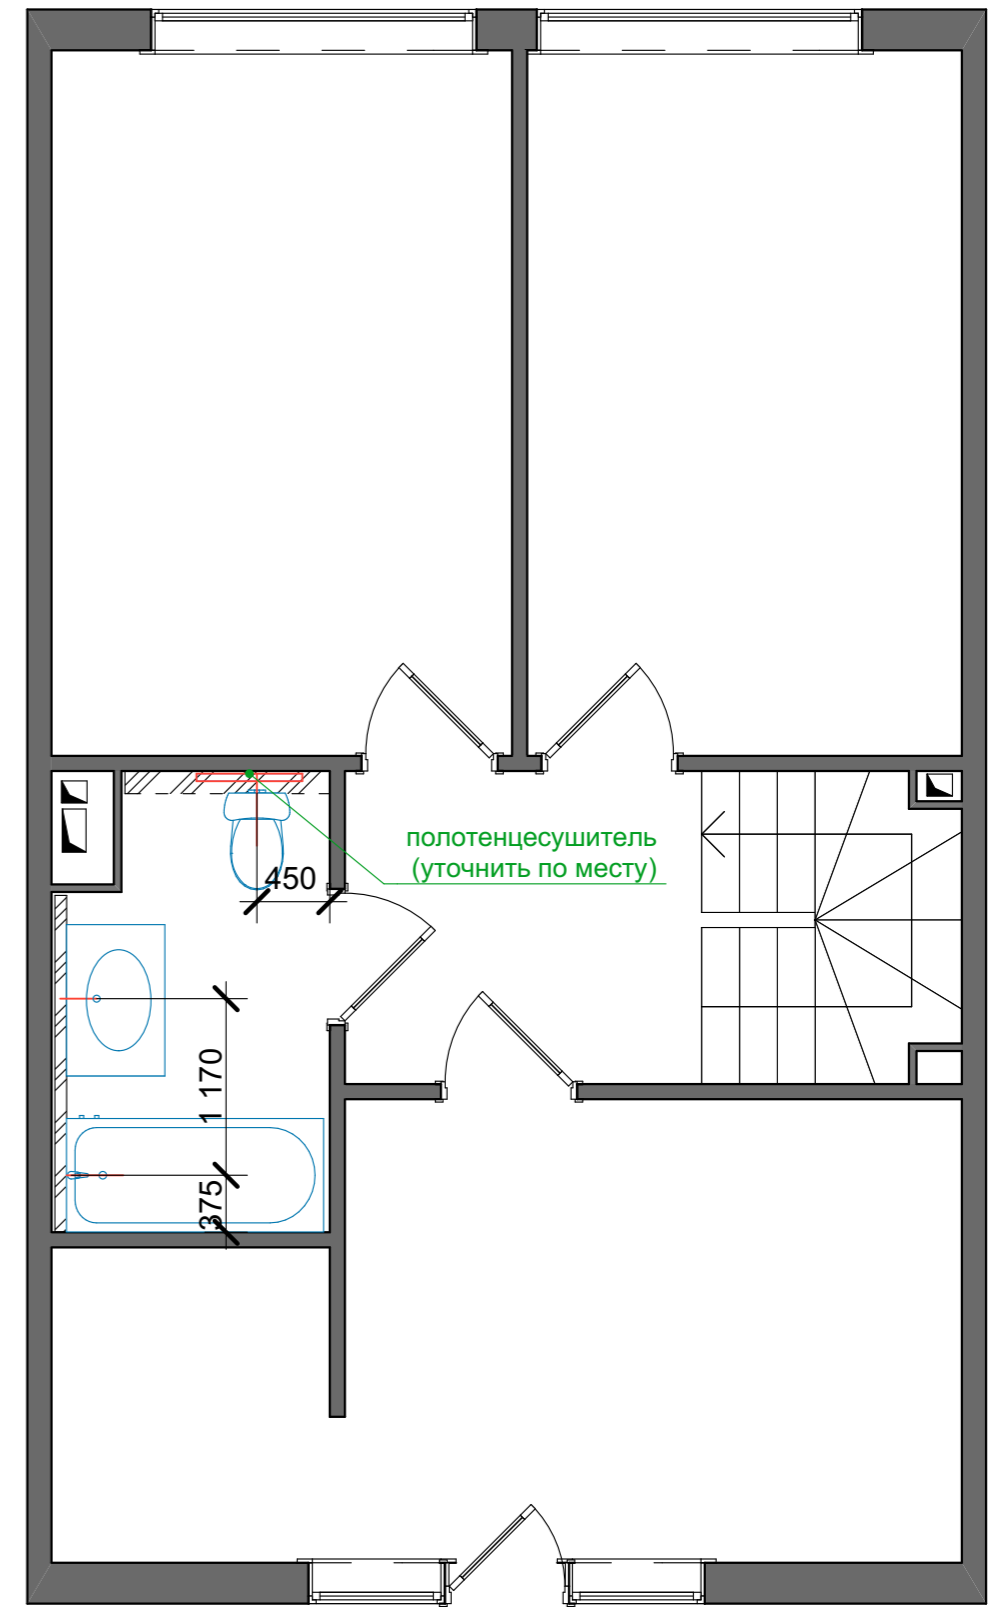 полотенцесушитель
(уточнить по месту)
450
1 170
375